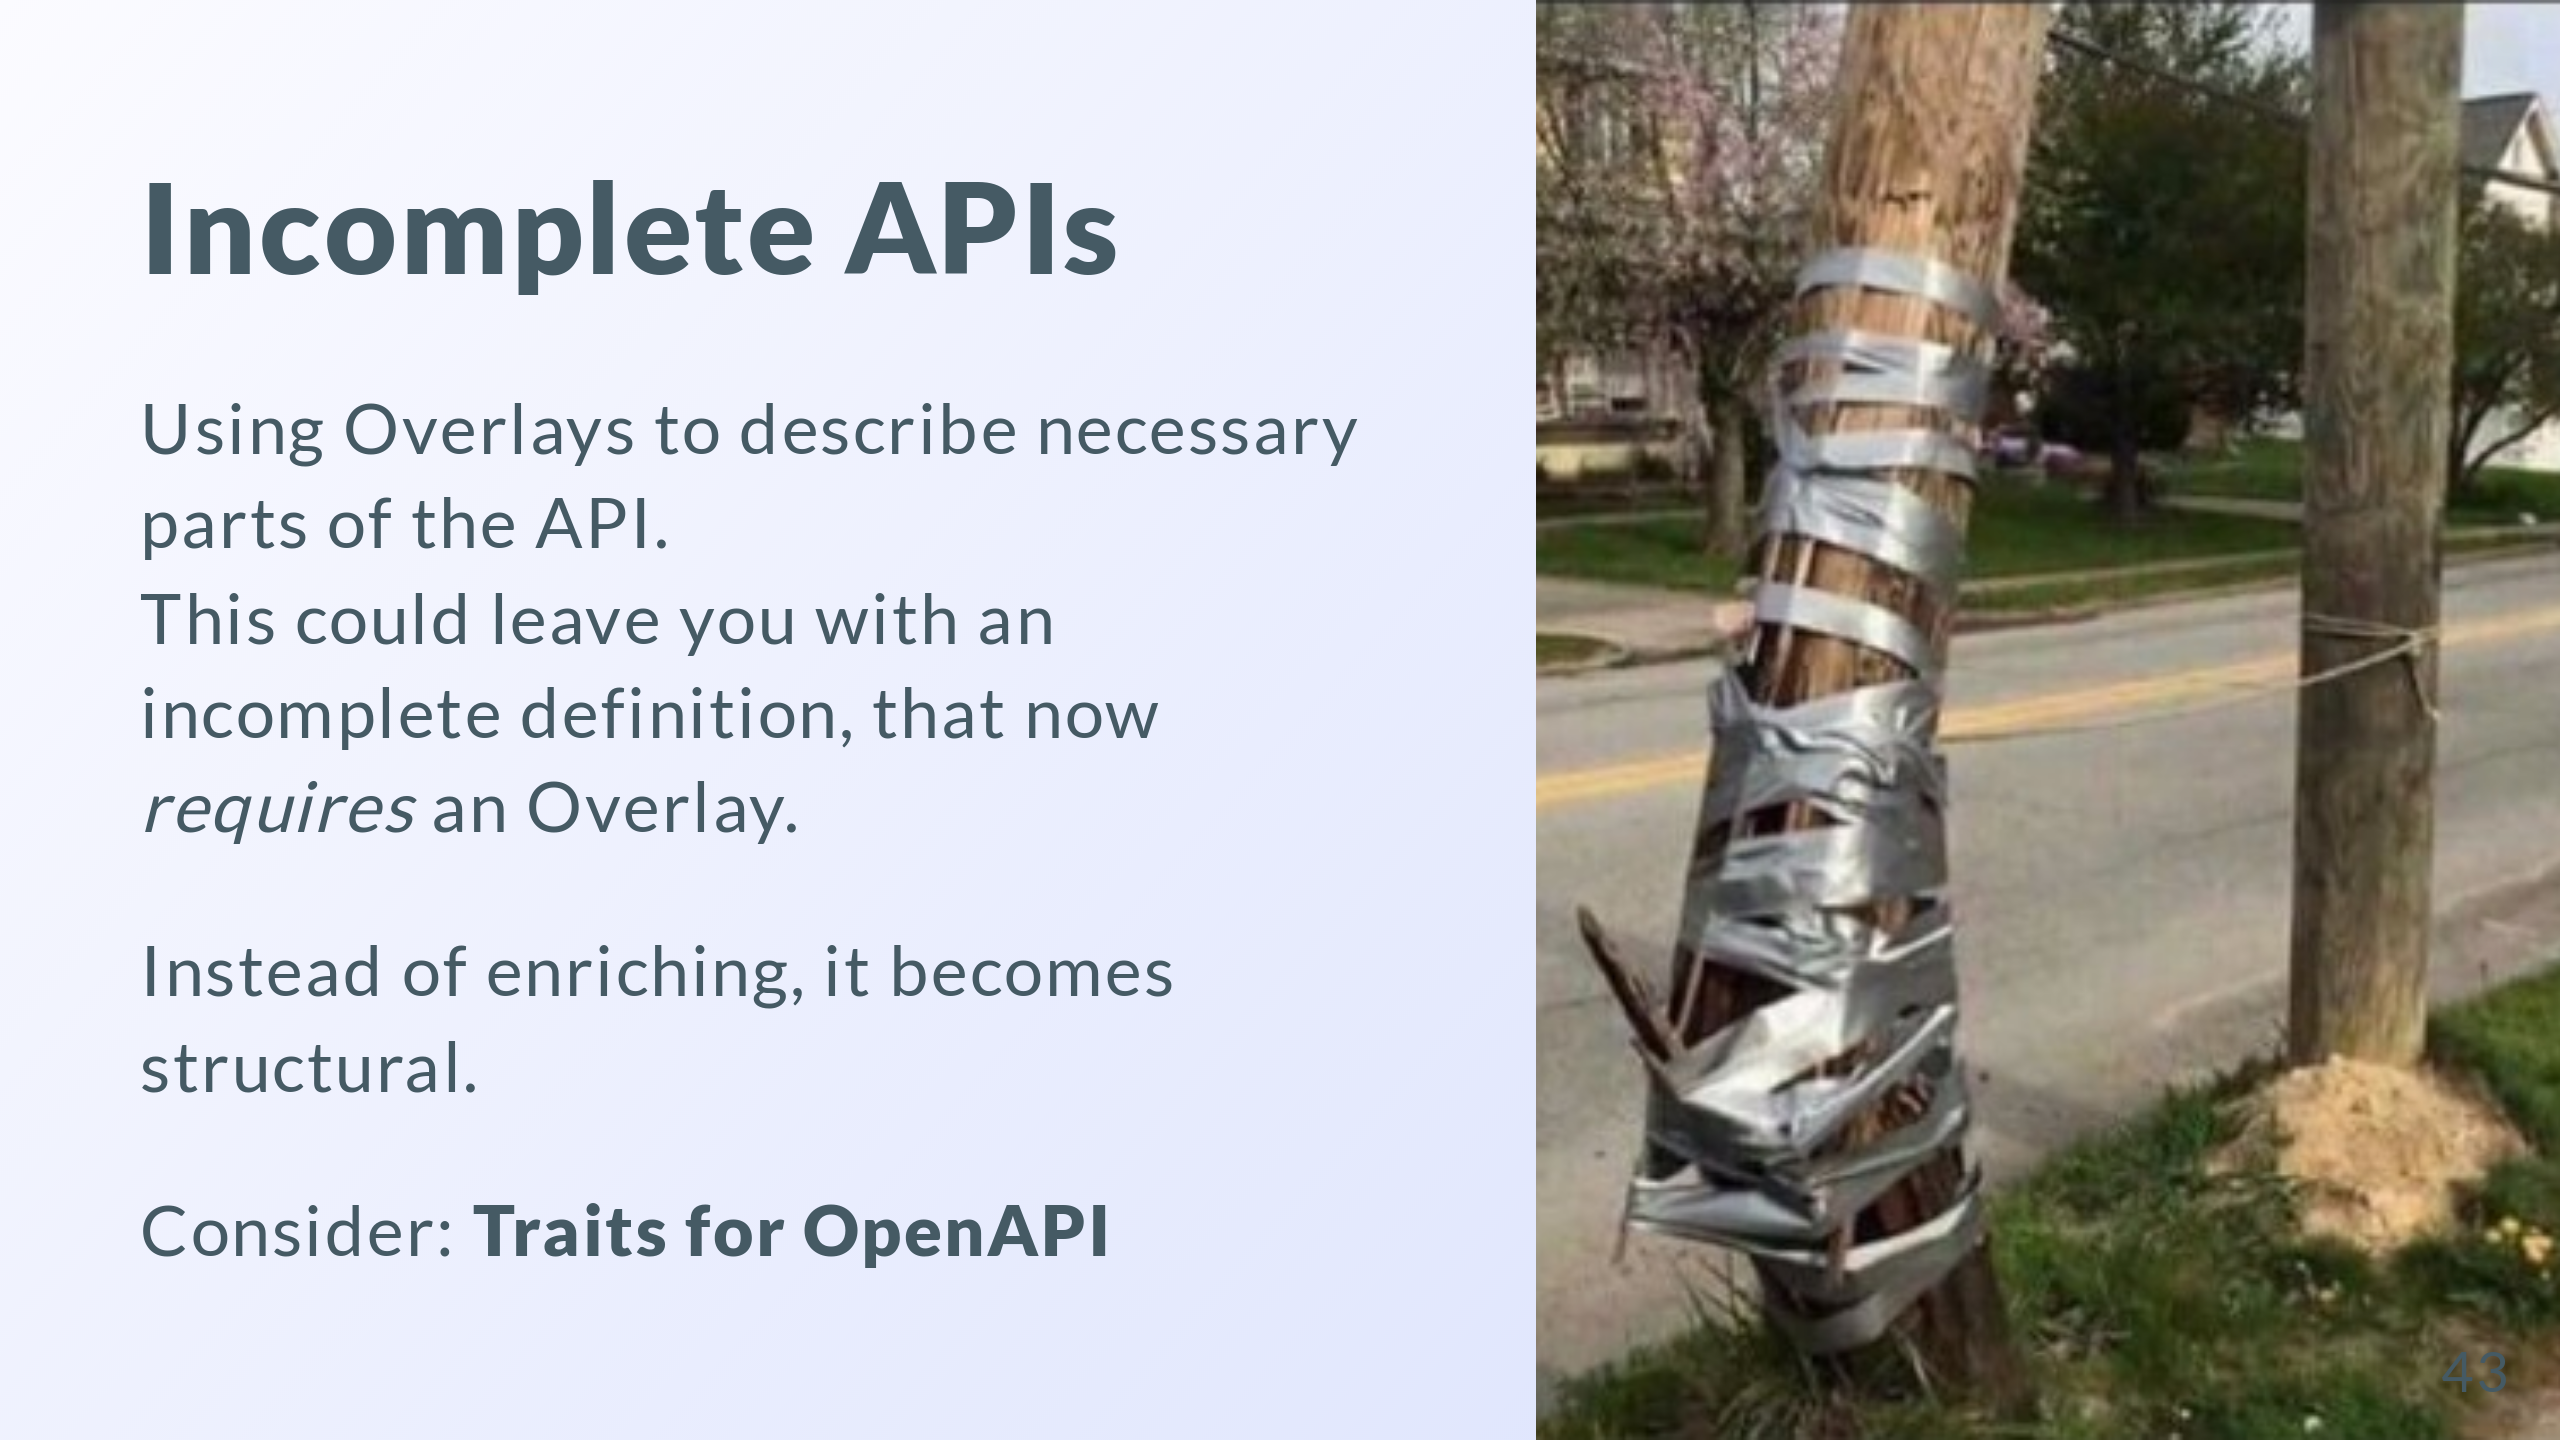 Incomplete APIs
Using Overlays to describe necessary
parts of the API.
This could leave you with an
incomplete definition, that now
requires an Overlay.
Instead of enriching, it becomes
structural.
Consider: Traits for OpenAPI
43